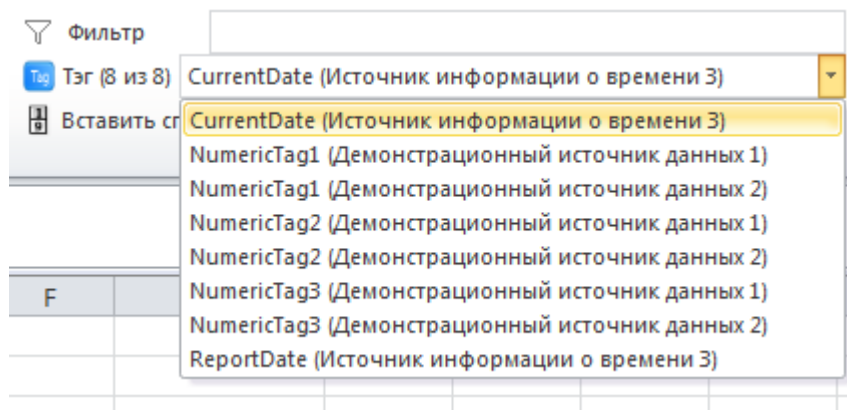 Фильтр
Tag Тэг (8 из 8) CurrentDate (Источник информации о времени 3)
Вставить сп CurrentDate (Источник информации о времени 3)
NumericTag1 (Демонстрационный источник данных 1)
NumericTag1 (Демонстрационный источник данных 2)
NumericTag2 (Демонстрационный источник данных 1)
NumericTag2 (Демонстрационный источник данных 2)
NumericTag3 (Демонстрационный источник данных 1)
F
NumericTag3 (Демонстрационный источник данных 2)
ReportDate (Источник информации о времени 3)